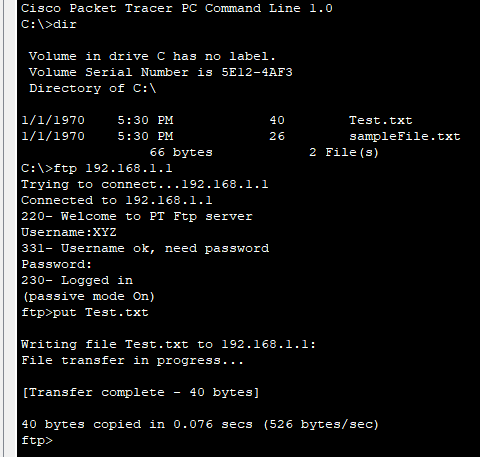 Cisco Packet Tracer PC Command Line 1.0
C:\>dir
Volume in drive C has no label.
Volume Serial Number is 5E12-4AF3
Directory of C:\
1/1/1970 5:30 PM 40 Test.txt
1/1/1970 5:30 PM 26 sampleFile.txt
66 bytes 2 File(s)
C:\>ftp 192.168.1.1
Trying to connect...192.168.1.1
Connected to 192.168.1.1
220- Welcome to PT Ftp server
Username:XYZ
331- Username ok, need password
Password:
230- Logged in
(passive mode On)
ftp>put Test.txt
Writing file Test.txt to 192.168.1.1:
File transfer in progress...
[Transfer complete - 40 bytes]
40 bytes copied in 0.076 secs (526 bytes/sec)
ftp>